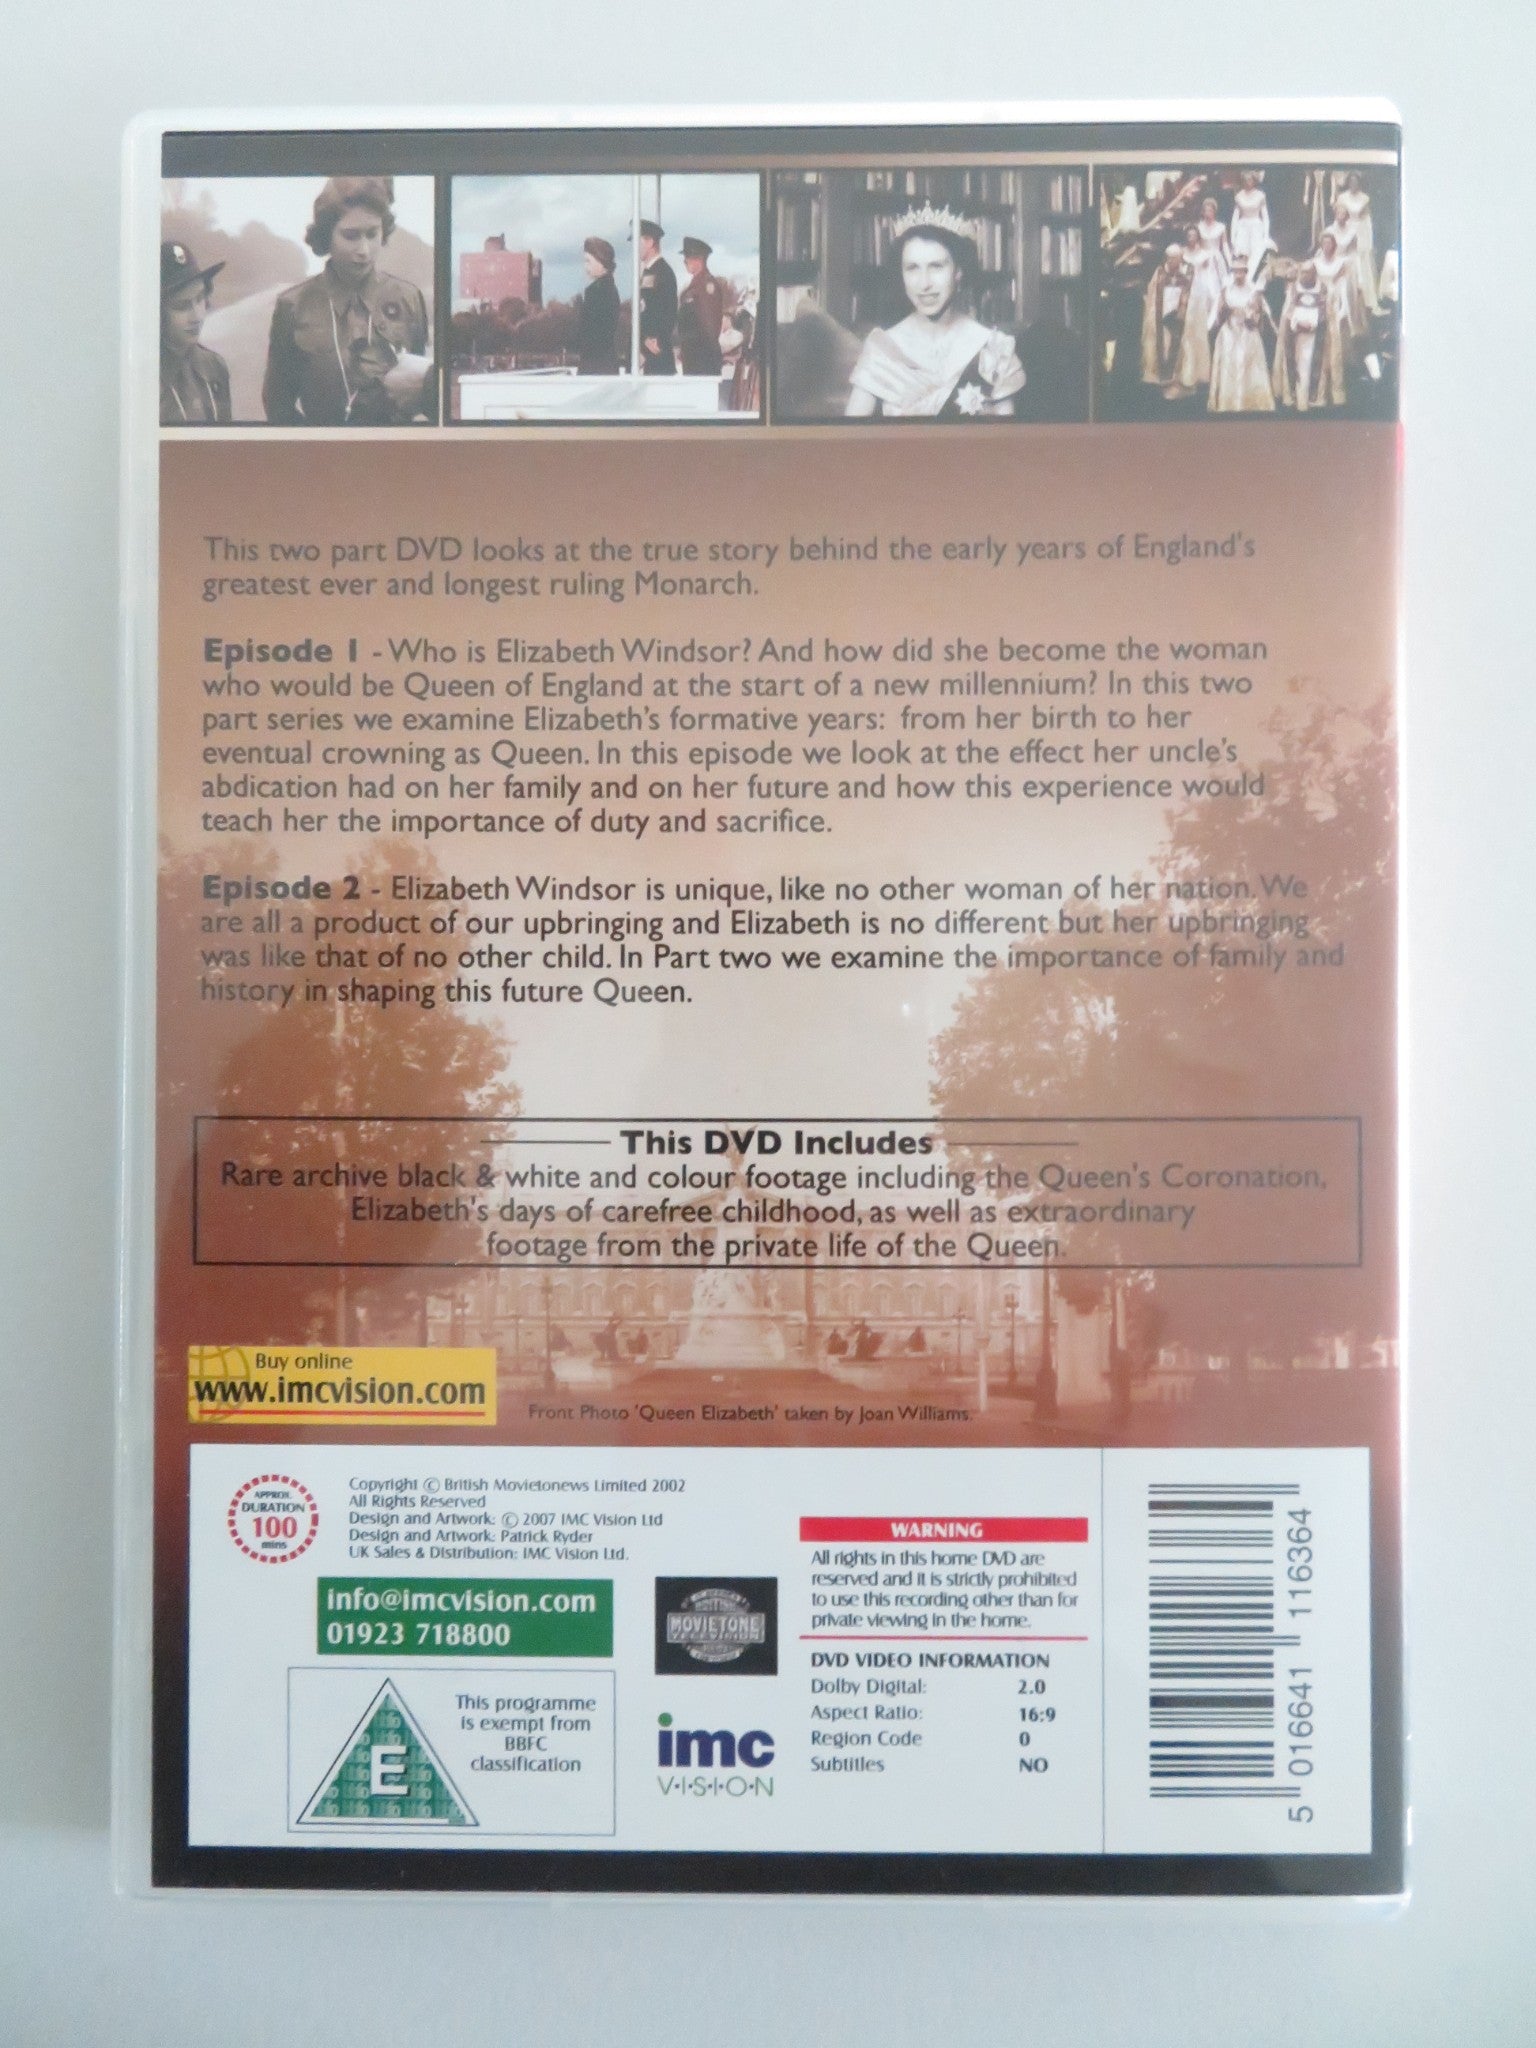 This two part DVD looks at the true story behind the early years of England's
greatest ever and longest ruling Monarch.
Episode 1 - Who is Elizabeth Windsor? And how did she become the woman
who would be Queen of England at the start of a new millennium? In this two
part series we examine Elizabeth's formative years: from her birth to her
eventual crowning as Queen. In this episode we look at the effect her uncle's
abdication had on her family and on her future and how this experience would
teach her the importance of duty and sacrifice.
Episode 2 - Elizabeth Windsor is unique, like no other woman of her nation. We
are all a product of our upbringing and Elizabeth is no different but her upbringing
was like that of no other child. In Part two we examine the importance of family and
history in shaping this future Queen.
This DVD Includes
Rare archive black & white and colour footage including the Queen's Coronation,
Elizabeth's days of carefree childhood, as well as extraordinary
footage from the private life of the Queen.
Buy online
www.imcvision.com
Front Photo 'Queen Elizabeth' taken by Joan Williams.
APPROX.
DURATION
100
mins
Copyright © British Movietonews Limited 2002
All Rights Reserved
Design and Artwork: © 2007 IMC Vision Ltd
Design and Artwork: Patrick Ryder
UK Sales & Distribution: IMC Vision Ltd.
info@imcvision.com
01923 718800
E
This programme
is exempt from
BBFC
classification
BRITISH
MOVIETONE
TELEVISION
imc
V·I·S·I·O·N
WARNING
All rights in this home DVD are
reserved and it is strictly prohibited
to use this recording other than for
private viewing in the home.
DVD VIDEO INFORMATION
Dolby Digital: 2.0
Aspect Ratio: 16:9
Region Code 0
Subtitles NO
5 016641 116364